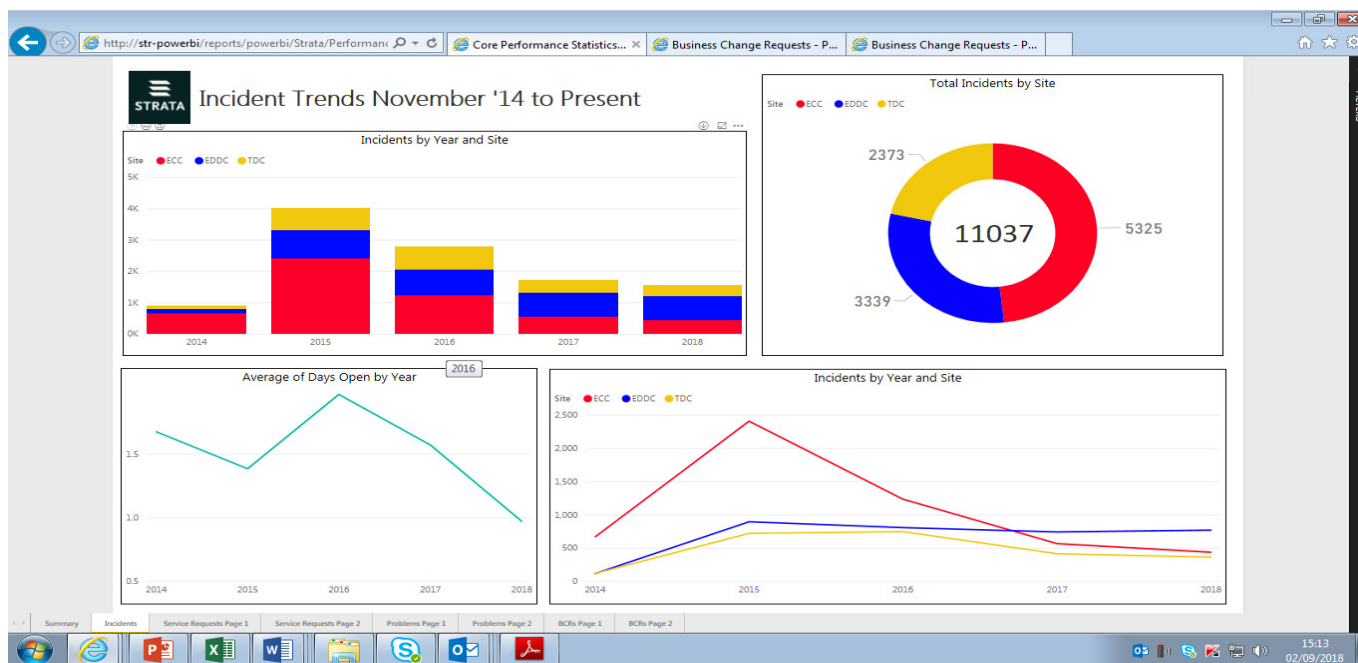 http://str-powerbi/reports/powerbi/Strata/Performanc
Core Performance Statistics...
Business Change Requests - P...
Business Change Requests - P...
STRATA
Incident Trends November '14 to Present
Incidents by Year and Site
Site ECC EDDC TDC
5K
4K
3K
2K
1K
0K
2014 2015 2016 2017 2018
Total Incidents by Site
Site ECC EDDC TDC
2373
11037
5325
3339
2016
Average of Days Open by Year
1.5
1.0
0.5
2014 2015 2016 2017 2018
Incidents by Year and Site
Site ECC EDDC TDC
2,500
2,000
1,500
1,000
500
0
2014 2015 2016 2017 2018
Summary Incidents Service Requests Page 1 Service Requests Page 2 Problems Page 1 Problems Page 2 BCRs Page 1 BCRs Page 2
15:13
02/09/2018